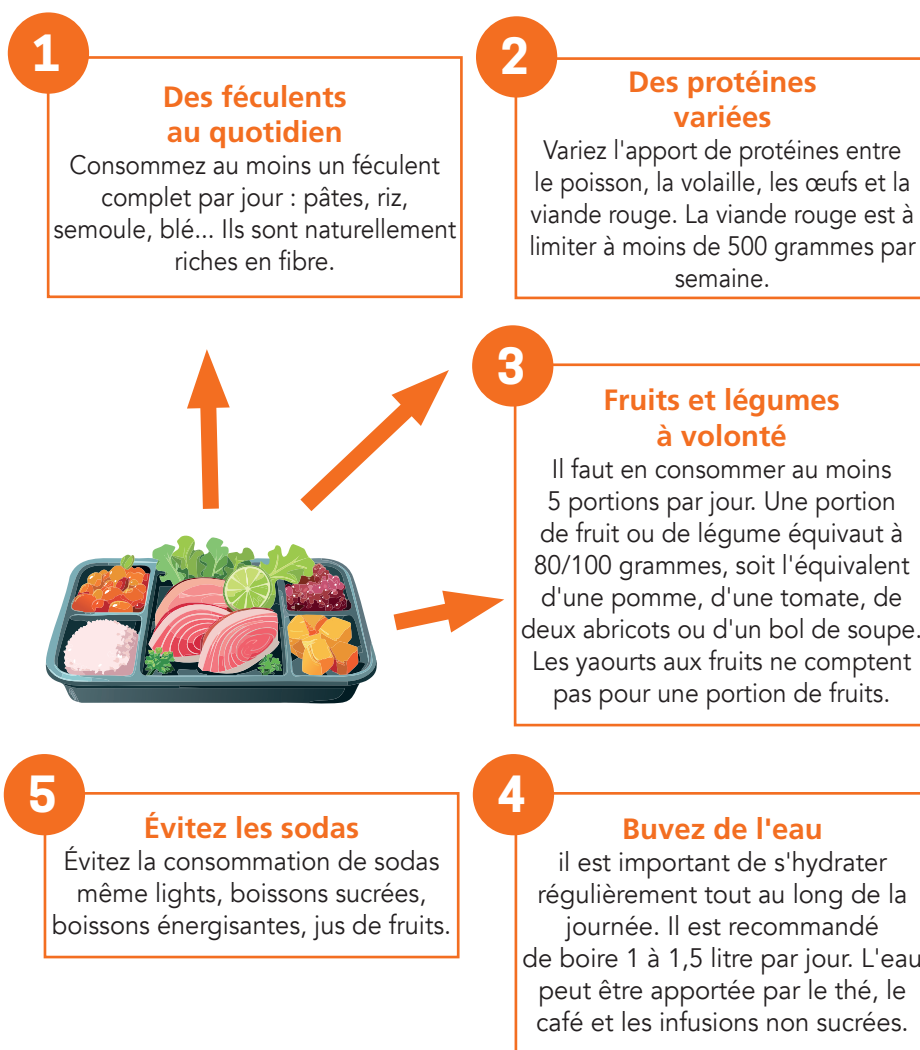 1
Des féculents
au quotidien
Consommez au moins un féculent
complet par jour : pâtes, riz,
semoule, blé... Ils sont naturellement
riches en fibre.
2
Des protéines
variées
Variez l'apport de protéines entre
le poisson, la volaille, les œufs et la
viande rouge. La viande rouge est à
limiter à moins de 500 grammes par
semaine.
3
Fruits et légumes
à volonté
Il faut en consommer au moins
5 portions par jour. Une portion
de fruit ou de légume équivaut à
80/100 grammes, soit l'équivalent
d'une pomme, d'une tomate, de
deux abricots ou d'un bol de soupe.
Les yaourts aux fruits ne comptent
pas pour une portion de fruits.
4
Buvez de l'eau
il est important de s'hydrater
régulièrement tout au long de la
journée. Il est recommandé
de boire 1 à 1,5 litre par jour. L'eau
peut être apportée par le thé, le
café et les infusions non sucrées.
5
Évitez les sodas
Évitez la consommation de sodas
même lights, boissons sucrées,
boissons énergisantes, jus de fruits.